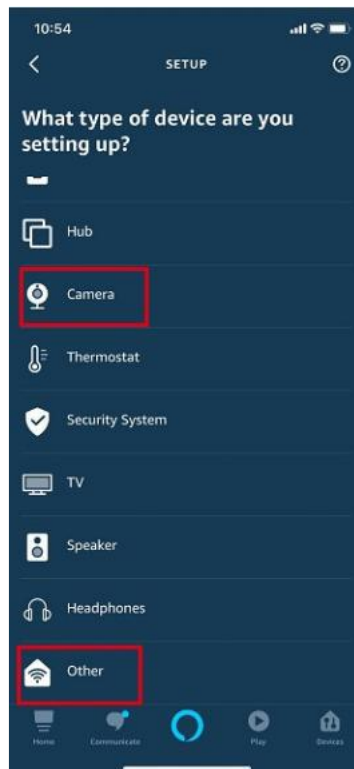 10:54
SETUP
What type of device are you
setting up?
Hub
Camera
Thermostat
Security System
TV
Speaker
Headphones
Other
Home Communicate Play Devices